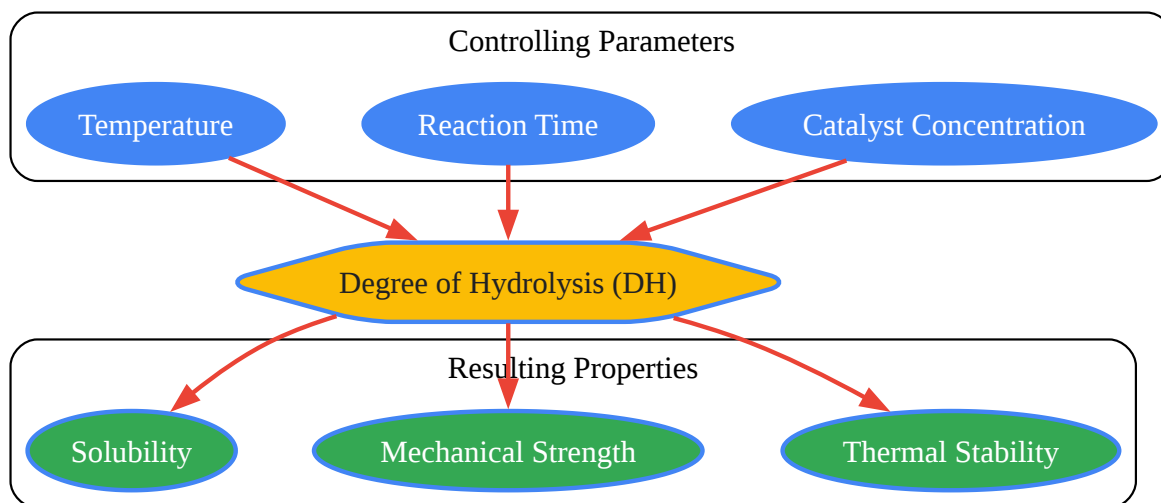 Controlling Parameters
Temperature
Reaction Time
Catalyst Concentration
Degree of Hydrolysis (DH)
Resulting Properties
Solubility
Mechanical Strength
Thermal Stability